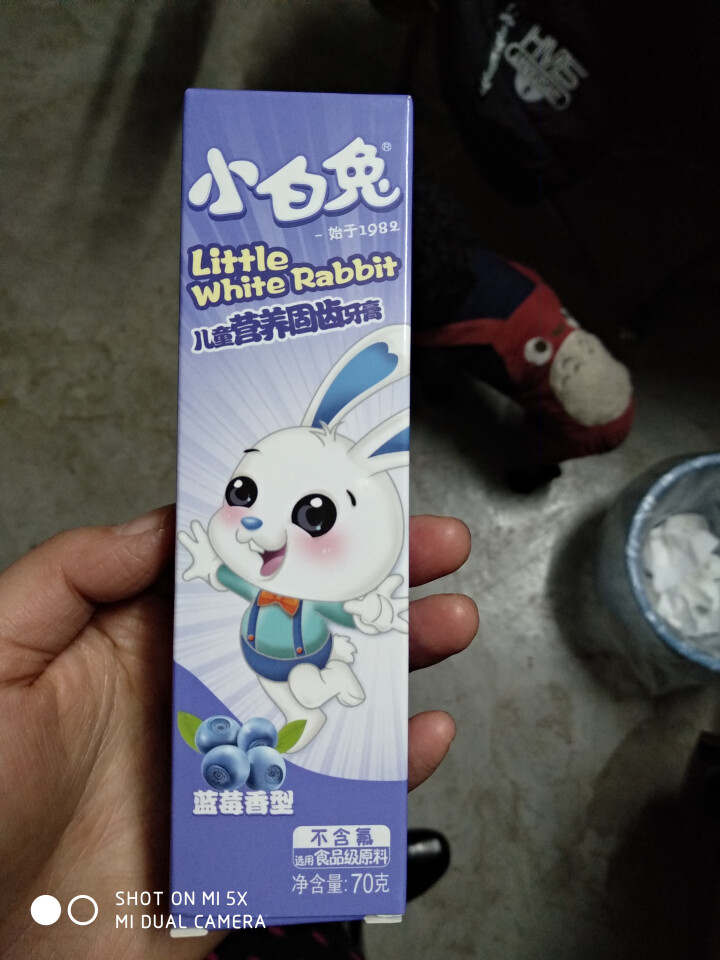 小白兔®
-始于1982
Little
White Rabbit
儿童营养固齿牙膏
蓝莓香型
不含氟
选用食品级原料
净含量:70克
SHOT ON MI 5X
MI DUAL CAMERA